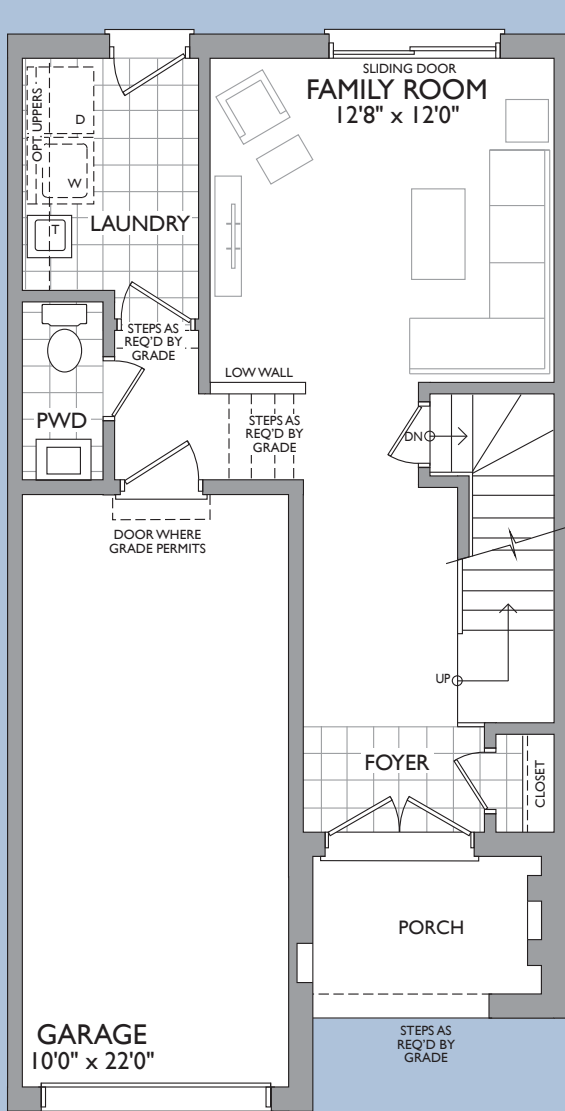 SLIDING DOOR
FAMILY ROOM
12'8" x 12'0"
OPT. UPPERS
D
W
T
LAUNDRY
STEPS AS
REQ'D BY
GRADE
LOW WALL
PWD
STEPS AS
REQ'D BY
GRADE
DN
DOOR WHERE
GRADE PERMITS
UP
FOYER
CLOSET
PORCH
GARAGE
10'0" x 22'0"
STEPS AS
REQ'D BY
GRADE